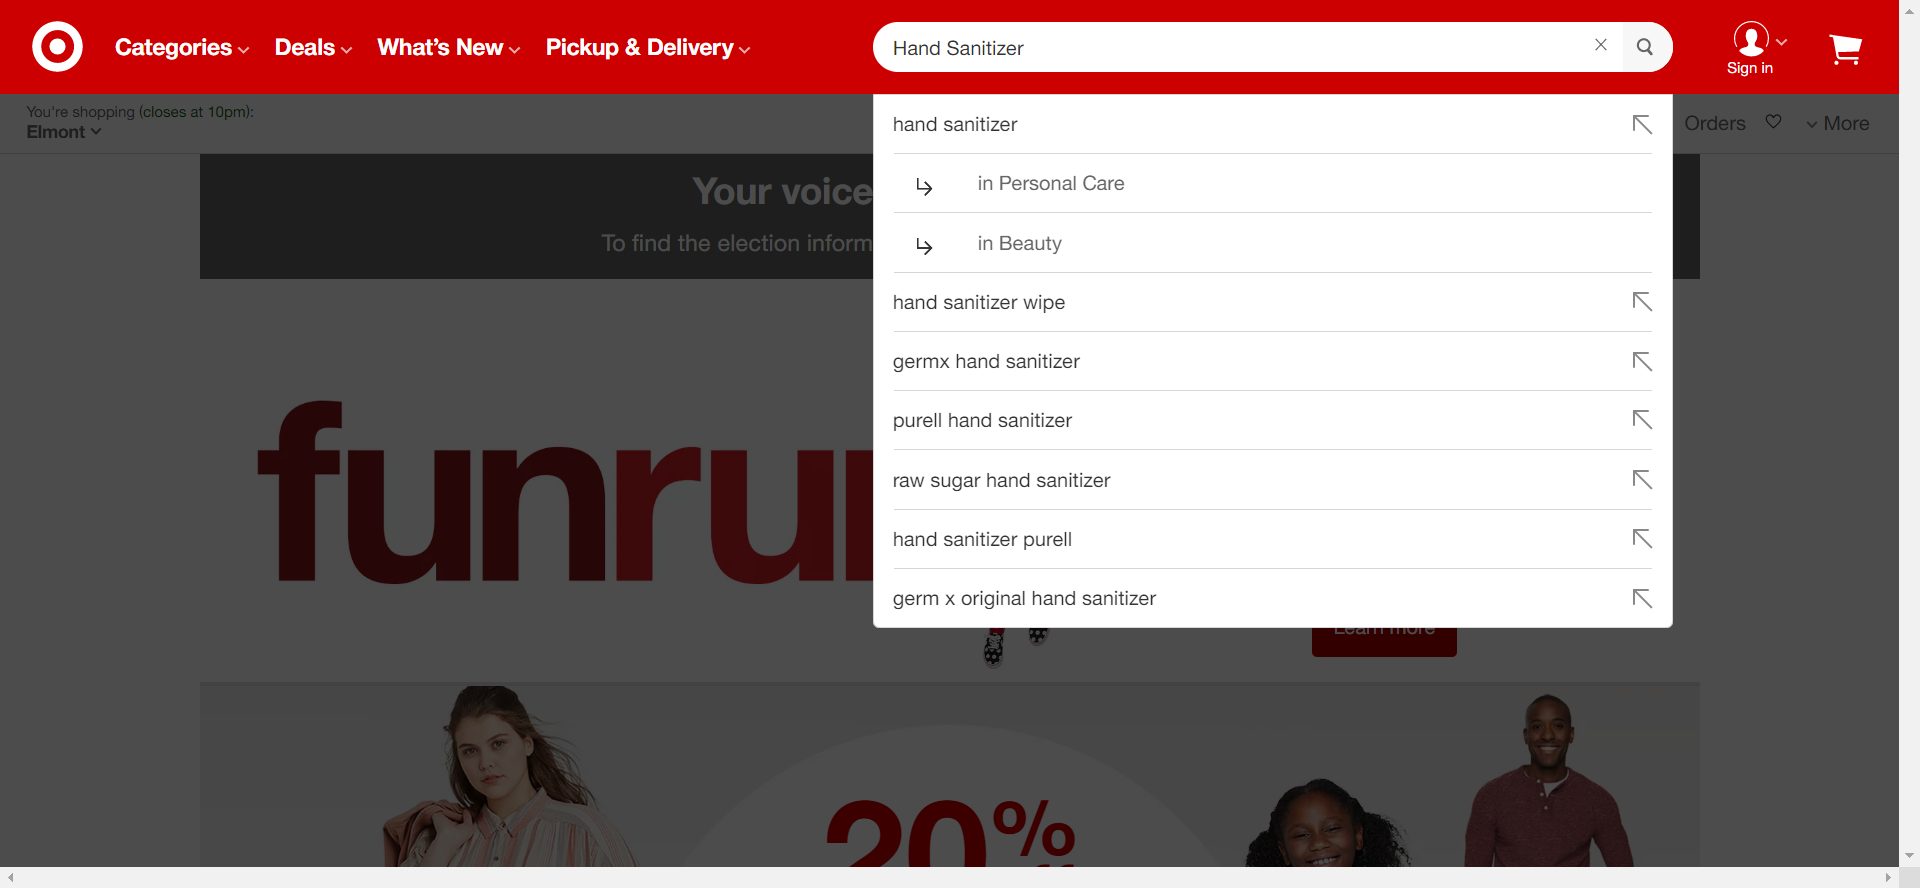 Categories
Deals
What's New
Pickup & Delivery
Hand Sanitizer
Sign in
You're shopping (closes at 10pm):
Elmont
Orders
More
hand sanitizer
in Personal Care
in Beauty
hand sanitizer wipe
germx hand sanitizer
purell hand sanitizer
raw sugar hand sanitizer
hand sanitizer purell
germ x original hand sanitizer
Your voice
To find the election inform
funru
Learn more
20%